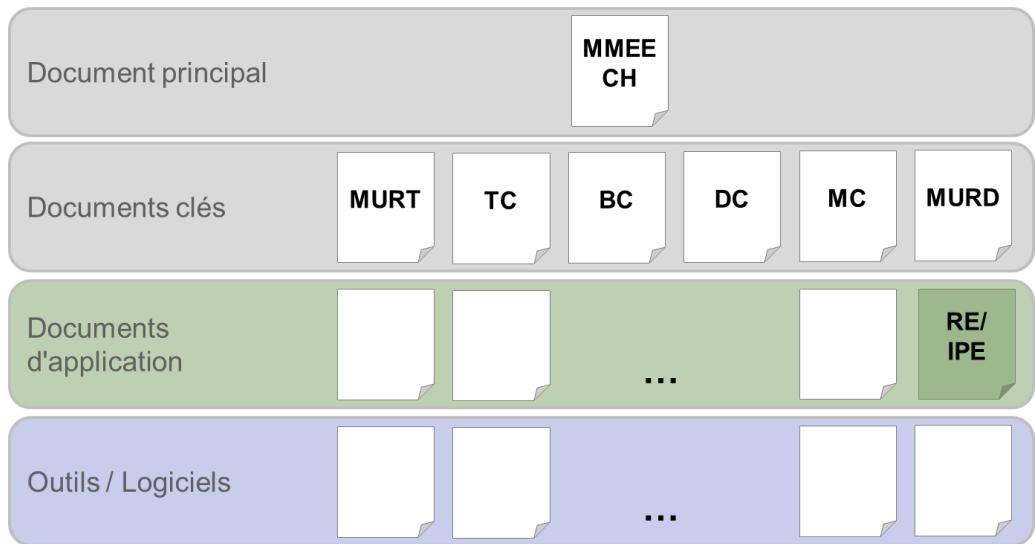 Document principal
MMEE
CH
Documents clés
MURT
TC
BC
DC
MC
MURD
Documents
d'application
...
RE/
IPE
Outils / Logiciels
...